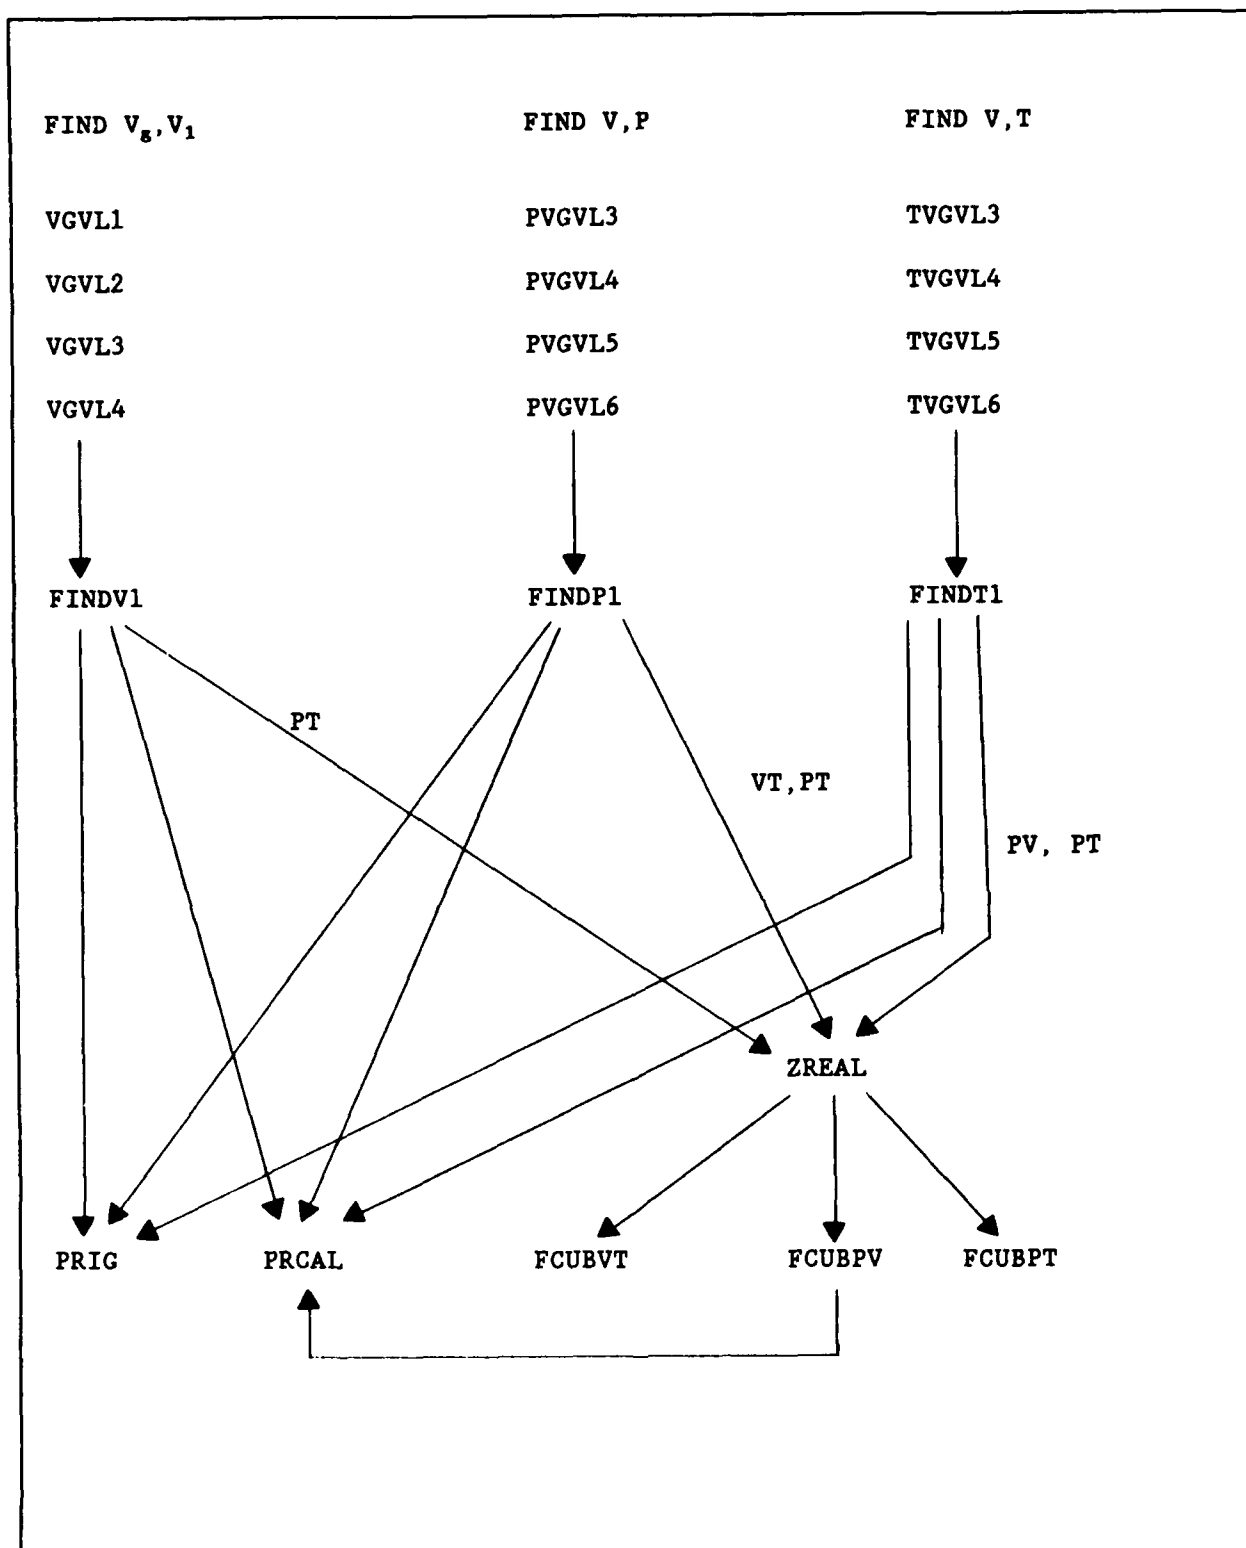 FIND Vg,V1 FIND V,P FIND V,T
VGVL1 PVGVL3 TVGVL3
VGVL2 PVGVL4 TVGVL4
VGVL3 PVGVL5 TVGVL5
VGVL4 PVGVL6 TVGVL6
FINDV1 FINDP1 FINDT1
PT
VT,PT
PV, PT
ZREAL
PRIG PRCAL FCUBVT FCUBPV FCUBPT